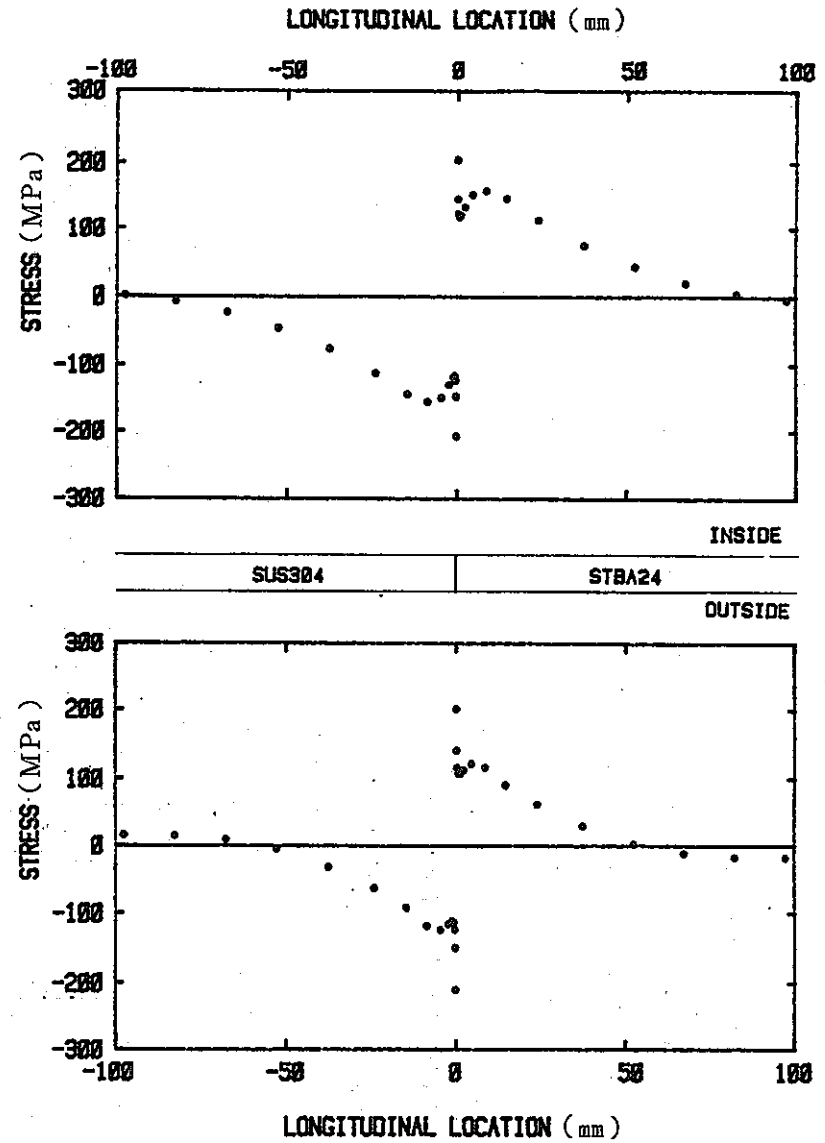 LONGITUDINAL LOCATION (mm)
-100 -50 0 50 100
300
200
100
0
-100
-200
-300
STRESS (MPa)
INSIDE
SUS304 STBA24
OUTSIDE
300
200
100
0
-100
-200
-300
STRESS (MPa)
-100 -50 0 50 100
LONGITUDINAL LOCATION (mm)